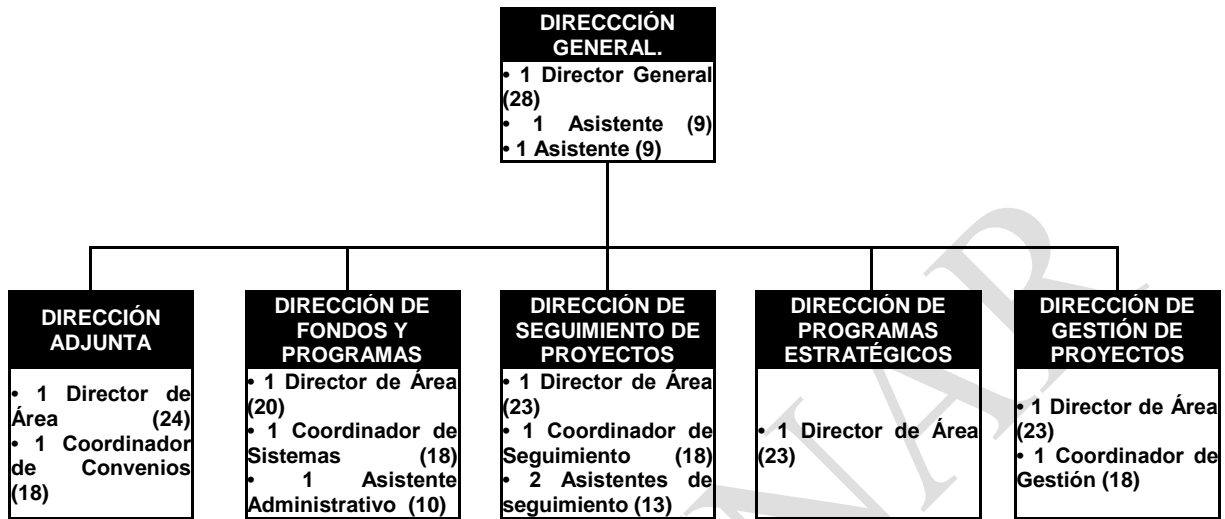 DIRECCCIÓN
GENERAL.
• 1 Director General
(28)
• 1 Asistente (9)
• 1 Asistente (9)
DIRECCIÓN
ADJUNTA
• 1 Director de
Área (24)
• 1 Coordinador
de Convenios
(18)
DIRECCIÓN DE
FONDOS Y
PROGRAMAS
• 1 Director de Área
(20)
• 1 Coordinador de
Sistemas (18)
• 1 Asistente
Administrativo (10)
DIRECCIÓN DE
SEGUIMIENTO DE
PROYECTOS
• 1 Director de Área
(23)
• 1 Coordinador de
Seguimiento (18)
• 2 Asistentes de
seguimiento (13)
DIRECCIÓN DE
PROGRAMAS
ESTRATÉGICOS
• 1 Director de Área
(23)
DIRECCIÓN DE
GESTIÓN DE
PROYECTOS
• 1 Director de Área
(23)
• 1 Coordinador de
Gestión (18)
NAR